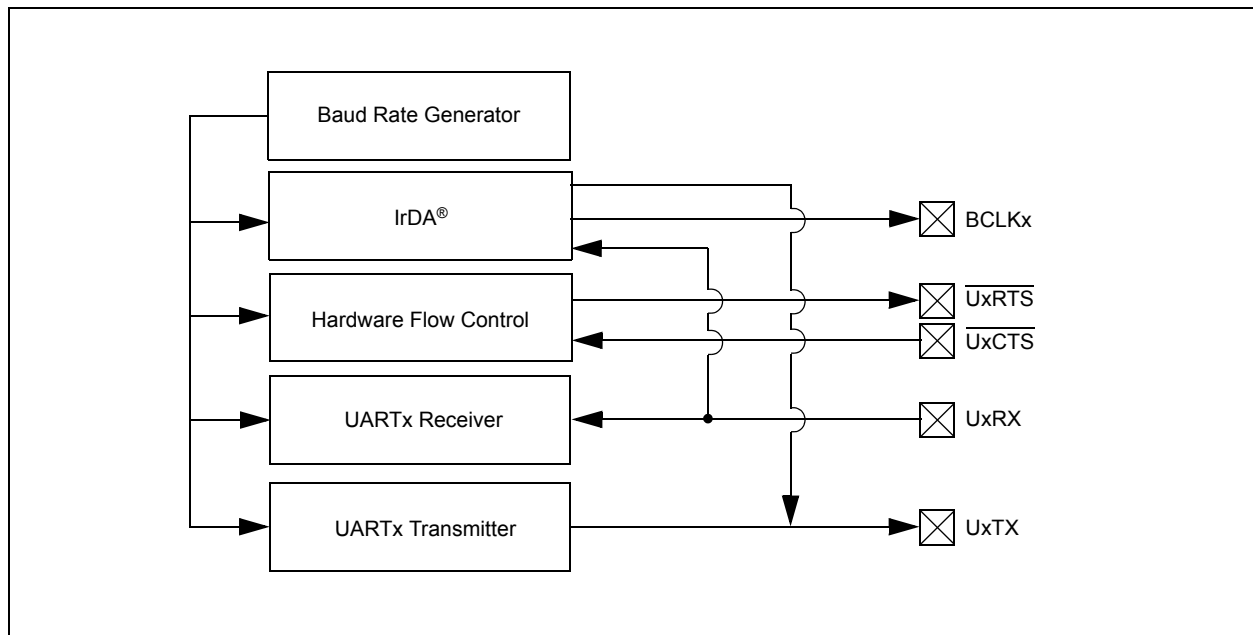 Baud Rate Generator
IrDA®
BCLKx
UxRTS
Hardware Flow Control
UxCTS
UARTx Receiver
UxRX
UARTx Transmitter
UxTX